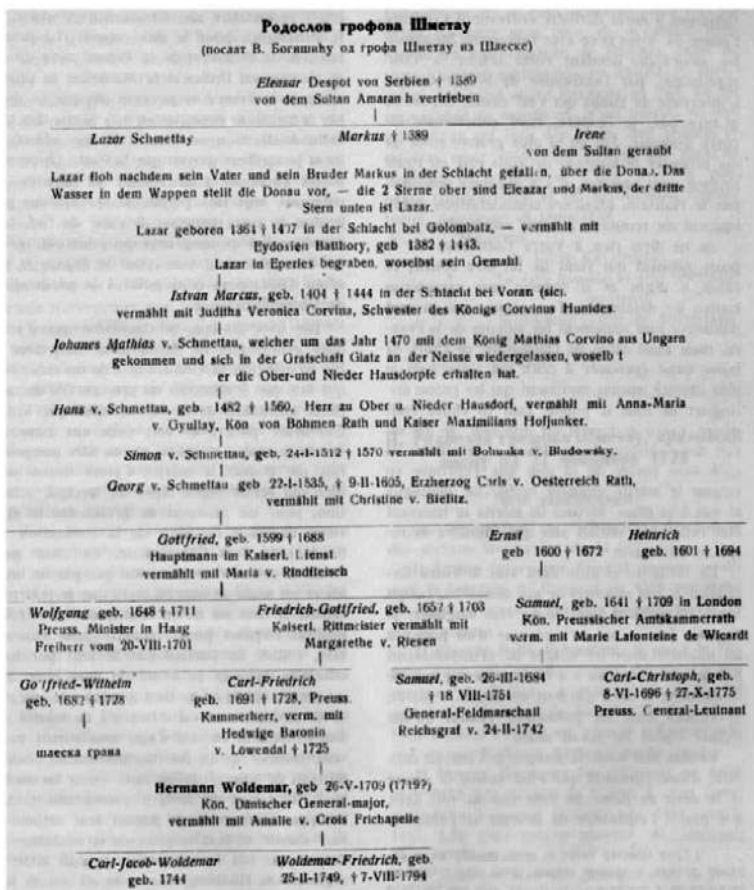 Родослов грофова Шметау
(послат В. Богишићу од грофа Шметау из Шлеске)
Eleasar Despot von Serbien † 1389
von dem Sultan Amaran h vertrieben
Lazar Schmettay Markus † 1389 Irene
von dem Sultan geraubt
Lazar floh nachdem sein Vater und sein Bruder Markus in der Schlacht gefallen, über die Donau. Das
Wasser in dem Wappen stellt die Donau vor, — die 2 Sterne ober sind Eleazar und Markus, der dritte
Stern unten ist Lazar.
Lazar geboren 1361 † in der Schlacht bei Golombatz, — vermählt mit
Eydosien Batthory, geb 1382 † 1443.
Lazar in Eperies begraben, woselbst sein Gemahl.
Istvan Marcus, geb. 1404 † 1444 in der Schlacht bei Voran (sic).
vermählt mit Juditha Veronica Corvina, Schwester des Königs Corvinus Hunides.
Johanes Mathias v. Schmettau, welcher um das Jahr 1470 mit dem König Mathias Corvino aus Ungarn
gekommen und sich in der Grafschaft Glatz an der Neisse wiedergelassen, woselb t
er die Ober-und Nieder Hausdorpfe erhalten hat.
Hans v. Schmettau, geb. 1482 † 1560, Herr zu Ober u. Nieder Hausdorf, vermählt mit Anna-Maria
v. Gyullay, Kön. von Böhmen Rath und Kaiser Maximilians Hofjunker.
Simon v. Schmettau, geb. 24-I-1512 † 1570 vermählt mit Bohuska v. Bludowsky.
Georg v. Schmettau geb 22-I-1535, † 9-II-1605, Erzherzog Carls v. Oesterreich Rath,
vermählt mit Christine v. Bielitz.
Gottfried, geb. 1599 † 1688 Ernst Heinrich
Hauptmann im Kaiserl. Dienst geb 1600 † 1672 geb. 1601 † 1694
vermählt mit Maria v. Rindfleisch
Wolfgang geb. 1648 † 1711 Friedrich-Gottfried, geb. † 1703 Samuel, geb. 1641 † 1709 in London
Preuss. Minister in Haag Kaiserl. Rittmeister vermählt mit Kön. Preussischer Amtskammerrath
Freiherr vom 20-VIII-1701 Margarethe v. Riesen verm. mit Marie Lafonteine de Wicardt
Gottfried-Wilhelm Carl-Friedrich Samuel, geb. 26-III-1684 Carl-Christoph, geb.
geb. † 1728 geb. 1691 † 1728, Preuss. † 18 VIII-1751 8-VI-1696 † 27-X-1775
Kammerherr, verm. mit General-Feldmarschall Preuss. General-Leutnant
Hedwige Baronin Reichsgraf v. 24-II-1742
шлеска грана v. Löwendal † 1725
Hermann Woldemar, geb 26-V-1709 (1719?)
Kön. Dänischer General-major,
vermählt mit Amalie v. Crois Frichapelle
Carl-Jacob-Woldemar Woldemar-Friedrich, geb.
geb. 1744 25-II-1749, † 7-VIII-1794